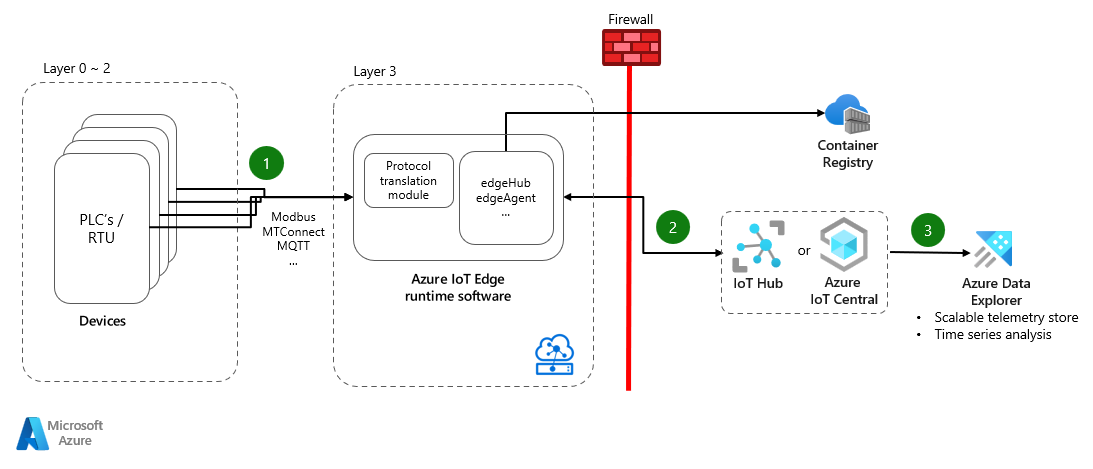 Firewall
Layer 0 ~ 2
Layer 3
1
PLC's /
RTU
Devices
Modbus
MTConnect
MQTT
...
Protocol
translation
module
edgeHub
edgeAgent
...
Azure IoT Edge
runtime software
Container
Registry
2
IoT Hub
or
Azure
IoT Central
3
Azure Data
Explorer
• Scalable telemetry store
• Time series analysis
Microsoft
Azure